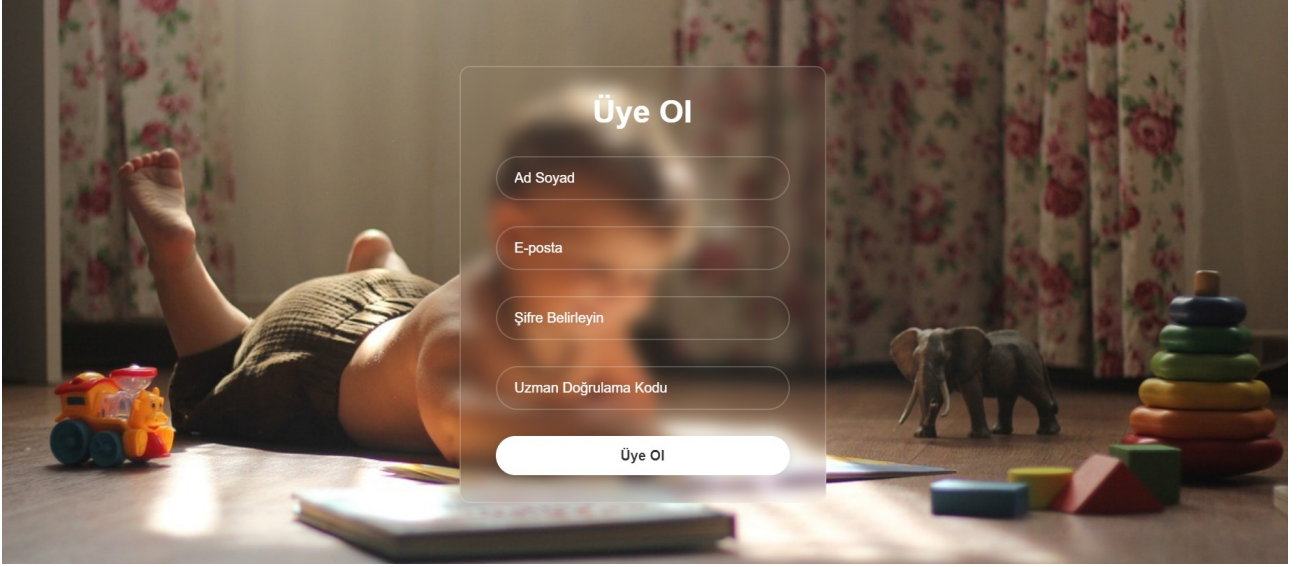 Üye Ol
Ad Soyad
E-posta
Şifre Belirleyin
Uzman Doğrulama Kodu
Üye Ol